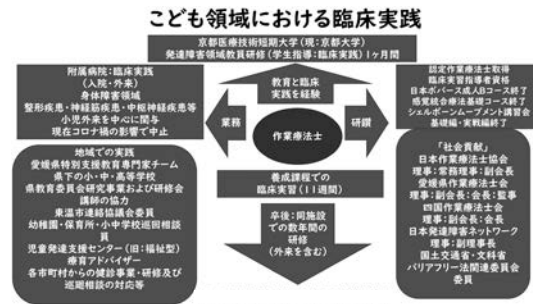 こども領域における臨床実践
京都医療技術短期大学(現:京都大学)
発達障害領域教員研修(学生指導:臨床実践)1ヶ月間
附属病院:臨床実践
(入院・外来)
身体障害領域
整形疾患・神経筋疾患・中枢神経疾患等
小児外来を中心に関与
現在コロナ禍の影響で中止
教育と臨床
実践を経験
業務
研鑽
作業療法士
認定作業療法士取得
臨床実習指導者資格
日本ボバース成人Bコース終了
感覚統合療法基礎コース終了
シェルボーンムーブメント講習会
基礎編・実戦編終了
地域での実践
愛媛県特別支援教育専門家チーム
県下の小・中・高等学校
県教育委員会研究事業および研修会
講師の協力
東温市連絡協議会委員
幼稚園・保育所・小中学校巡回相談
員
児童発達支援センター(旧:福祉型)
療育アドバイザー
各市町村からの健診事業・研修及び
巡廻相談の対応等
養成課程での
臨床実習(11週間)
卒後:同施設
での数年間の
研修
(外来を含む)
「社会貢献」
日本作業療法士協会
理事:常務理事:副会長
愛媛県作業療法士会
理事:副会長:会長:監事
四国作業療法士会
理事:副会長:会長
日本発達障害ネットワーク
理事:副理事長
国土交通省・文科省
バリアフリー法関連委員会
委員